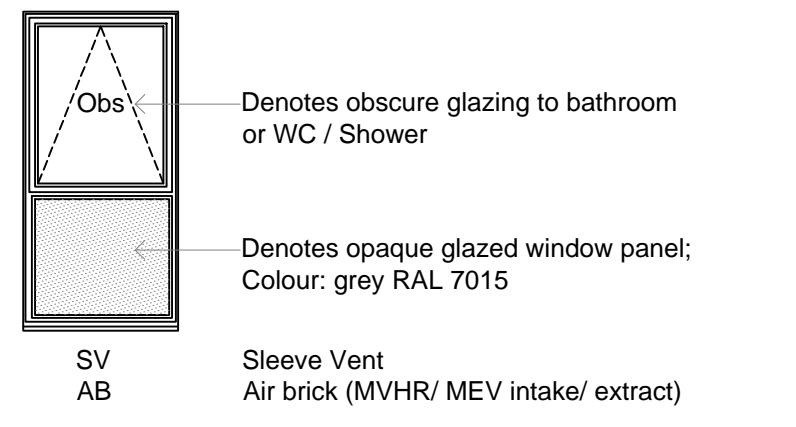 Obs
Denotes obscure glazing to bathroom
or WC / Shower
Denotes opaque glazed window panel;
Colour: grey RAL 7015
SV Sleeve Vent
AB Air brick (MVHR/ MEV intake/ extract)